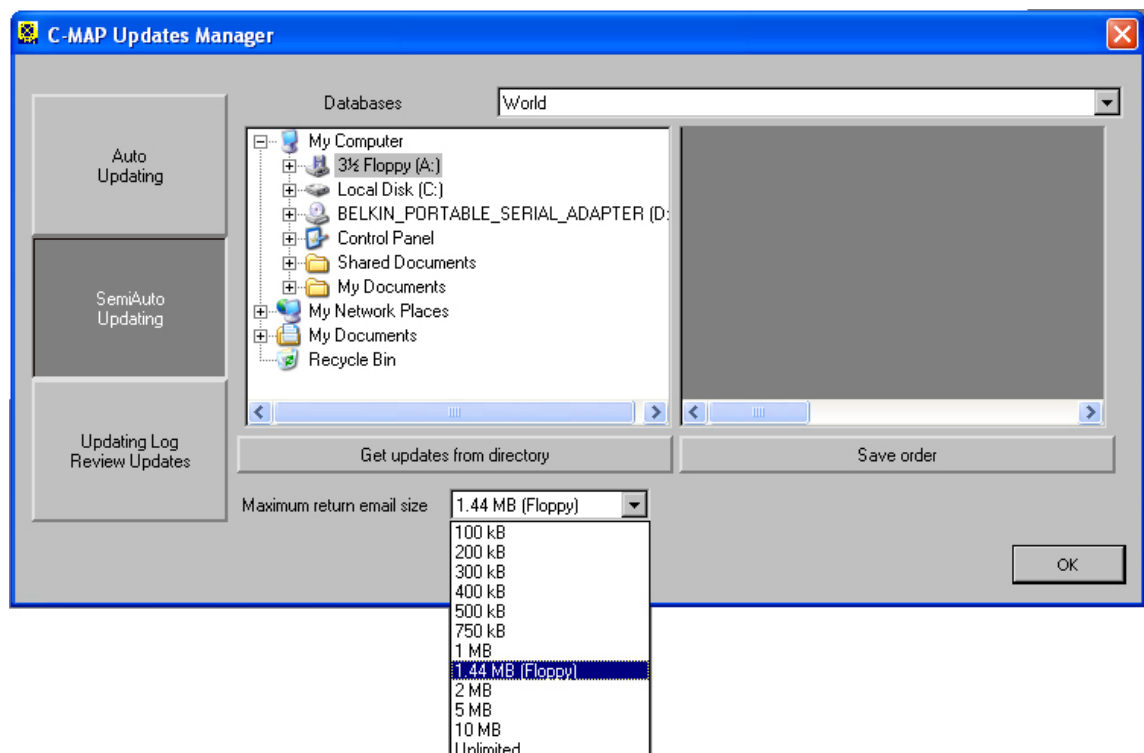 C-MAP Updates Manager
Databases
World
Auto
Updating
SemiAuto
Updating
Updating Log
Review Updates
My Computer
3½ Floppy (A:)
Local Disk (C:)
BELKIN_PORTABLE_SERIAL_ADAPTER (D:
Control Panel
Shared Documents
My Documents
My Network Places
My Documents
Recycle Bin
Get updates from directory
Save order
Maximum return email size
1.44 MB (Floppy)
100 kB
200 kB
300 kB
400 kB
500 kB
750 kB
1 MB
1.44 MB (Floppy)
2 MB
5 MB
10 MB
Unlimited
OK